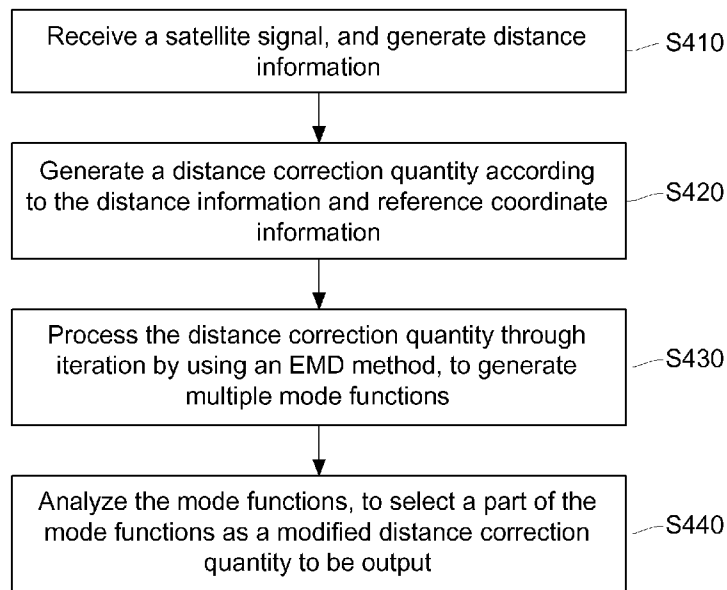 Receive a satellite signal, and generate distance
information
S410
Generate a distance correction quantity according
to the distance information and reference coordinate
information
S420
Process the distance correction quantity through
iteration by using an EMD method, to generate
multiple mode functions
S430
Analyze the mode functions, to select a part of the
mode functions as a modified distance correction
quantity to be output
S440